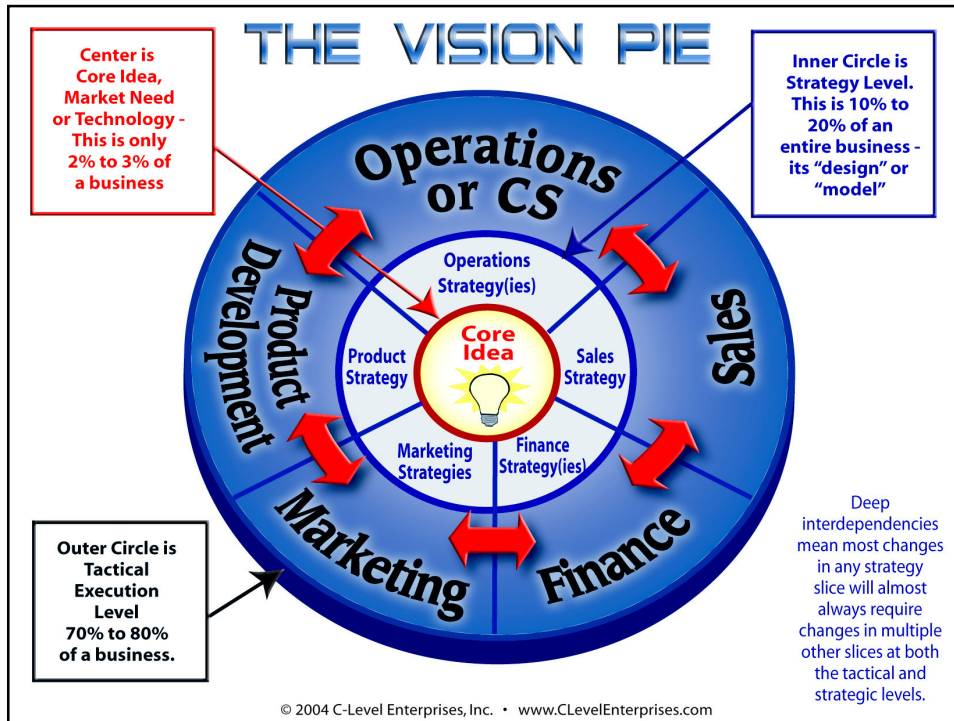 THE VISION PIE
Center is
Core Idea,
Market Need
or Technology -
This is only
2% to 3% of
a business
Inner Circle is
Strategy Level.
This is 10% to
20% of an
entire business -
its “design” or
“model”
Operations
or CS
Product
Development
Sales
Marketing
Finance
Operations
Strategy(ies)
Product
Strategy
Core
Idea
Sales
Strategy
Marketing
Strategies
Finance
Strategy(ies)
Outer Circle is
Tactical
Execution
Level
70% to 80%
of a business.
Deep
interdependencies
mean most changes
in any strategy
slice will almost
always require
changes in multiple
other slices at both
the tactical and
strategic levels.
© 2004 C-Level Enterprises, Inc. • www.CLevelEnterprises.com